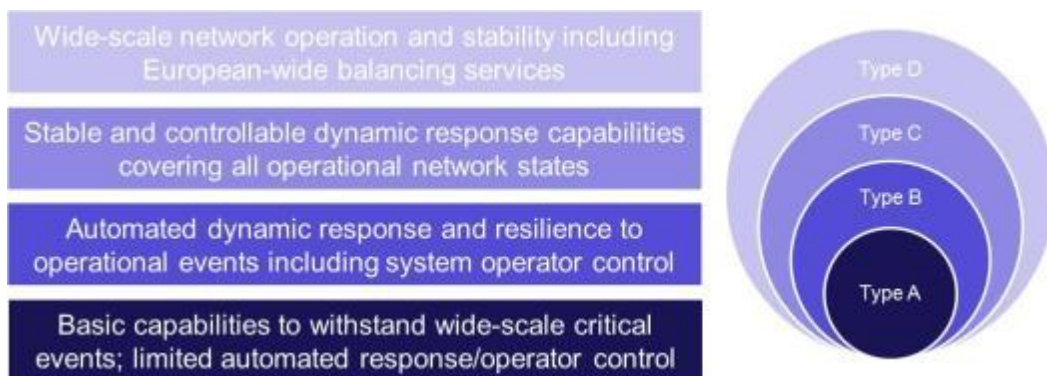 Wide-scale network operation and stability including
European-wide balancing services
Stable and controllable dynamic response capabilities
covering all operational network states
Automated dynamic response and resilience to
operational events including system operator control
Basic capabilities to withstand wide-scale critical
events; limited automated response/operator control
Type D
Type C
Type B
Type A